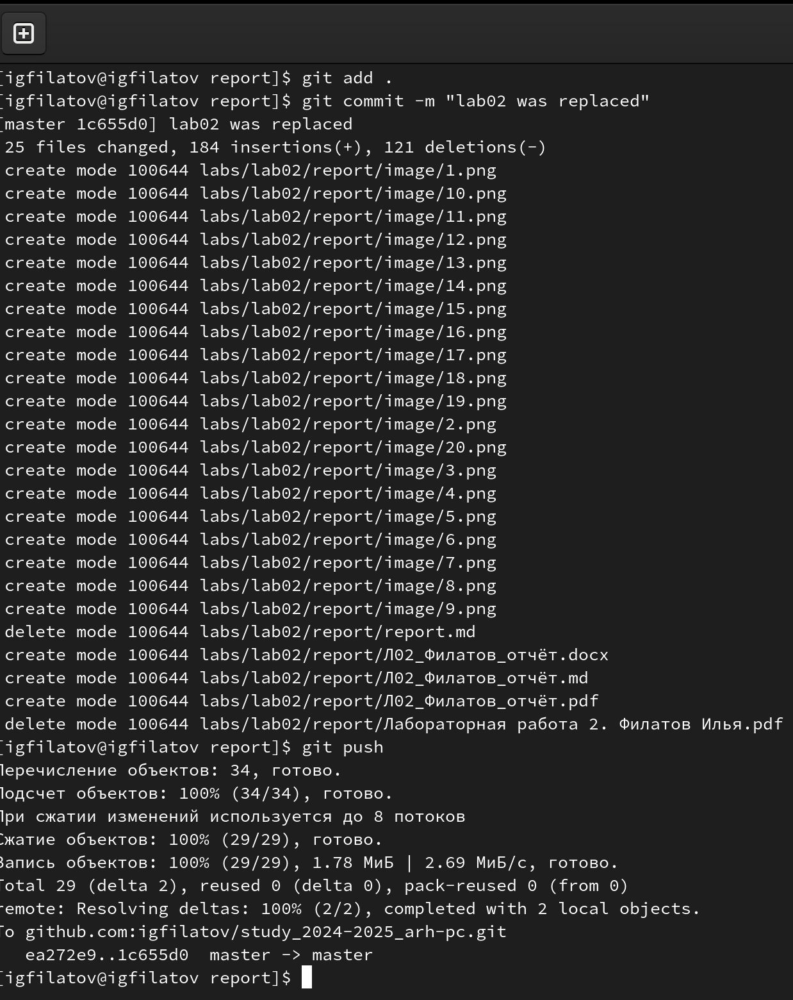 [igfilatov@igfilatov report]$ git add .
[igfilatov@igfilatov report]$ git commit -m "lab02 was replaced"
[master 1c655d0] lab02 was replaced
25 files changed, 184 insertions(+), 121 deletions(-)
create mode 100644 labs/lab02/report/image/1.png
create mode 100644 labs/lab02/report/image/10.png
create mode 100644 labs/lab02/report/image/11.png
create mode 100644 labs/lab02/report/image/12.png
create mode 100644 labs/lab02/report/image/13.png
create mode 100644 labs/lab02/report/image/14.png
create mode 100644 labs/lab02/report/image/15.png
create mode 100644 labs/lab02/report/image/16.png
create mode 100644 labs/lab02/report/image/17.png
create mode 100644 labs/lab02/report/image/18.png
create mode 100644 labs/lab02/report/image/19.png
create mode 100644 labs/lab02/report/image/2.png
create mode 100644 labs/lab02/report/image/20.png
create mode 100644 labs/lab02/report/image/3.png
create mode 100644 labs/lab02/report/image/4.png
create mode 100644 labs/lab02/report/image/5.png
create mode 100644 labs/lab02/report/image/6.png
create mode 100644 labs/lab02/report/image/7.png
create mode 100644 labs/lab02/report/image/8.png
create mode 100644 labs/lab02/report/image/9.png
delete mode 100644 labs/lab02/report/report.md
create mode 100644 labs/lab02/report/Л02_Филатов_отчёт.docx
create mode 100644 labs/lab02/report/Л02_Филатов_отчёт.md
create mode 100644 labs/lab02/report/Л02_Филатов_отчёт.pdf
delete mode 100644 labs/lab02/report/Лабораторная работа 2. Филатов Илья.pdf
[igfilatov@igfilatov report]$ git push
Перечисление объектов: 34, готово.
Подсчет объектов: 100% (34/34), готово.
При сжатии изменений используется до 8 потоков
Сжатие объектов: 100% (29/29), готово.
Запись объектов: 100% (29/29), 1.78 МиБ | 2.69 МиБ/с, готово.
Total 29 (delta 2), reused 0 (delta 0), pack-reused 0 (from 0)
remote: Resolving deltas: 100% (2/2), completed with 2 local objects.
To github.com:igfilatov/study_2024-2025_arh-pc.git
ea272e9..1c655d0  master -> master
[igfilatov@igfilatov report]$